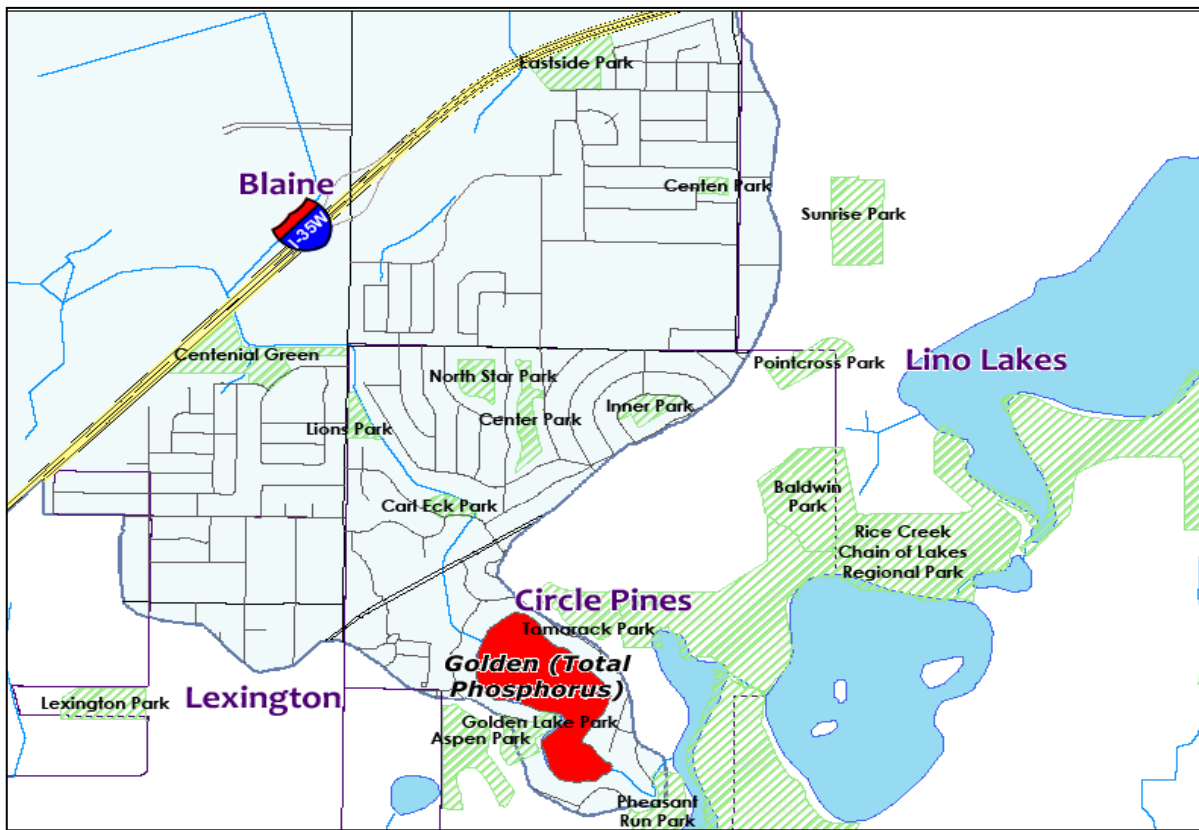 Eastside Park
Blaine
Centen Park
Sunrise Park
I-35W
Centenial Green
North Star Park
Pointcross Park
Lino Lakes
Center Park
Inner Park
Lions Park
Carl Eck Park
Baldwin
Park
Rice Creek
Chain of Lakes
Regional Park
Circle Pines
Tamarack Park
Golden (Total
Phosphorus)
Lexington
Lexington Park
Golden Lake Park
Aspen Park
Pheasant
Run Park